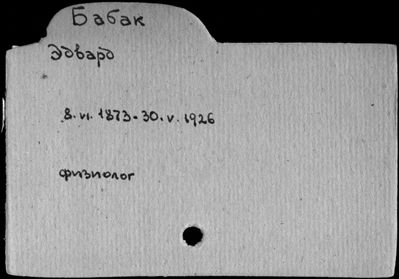 Бабак
Эдвард
8.VI.1873-30.V.1926
физиолог